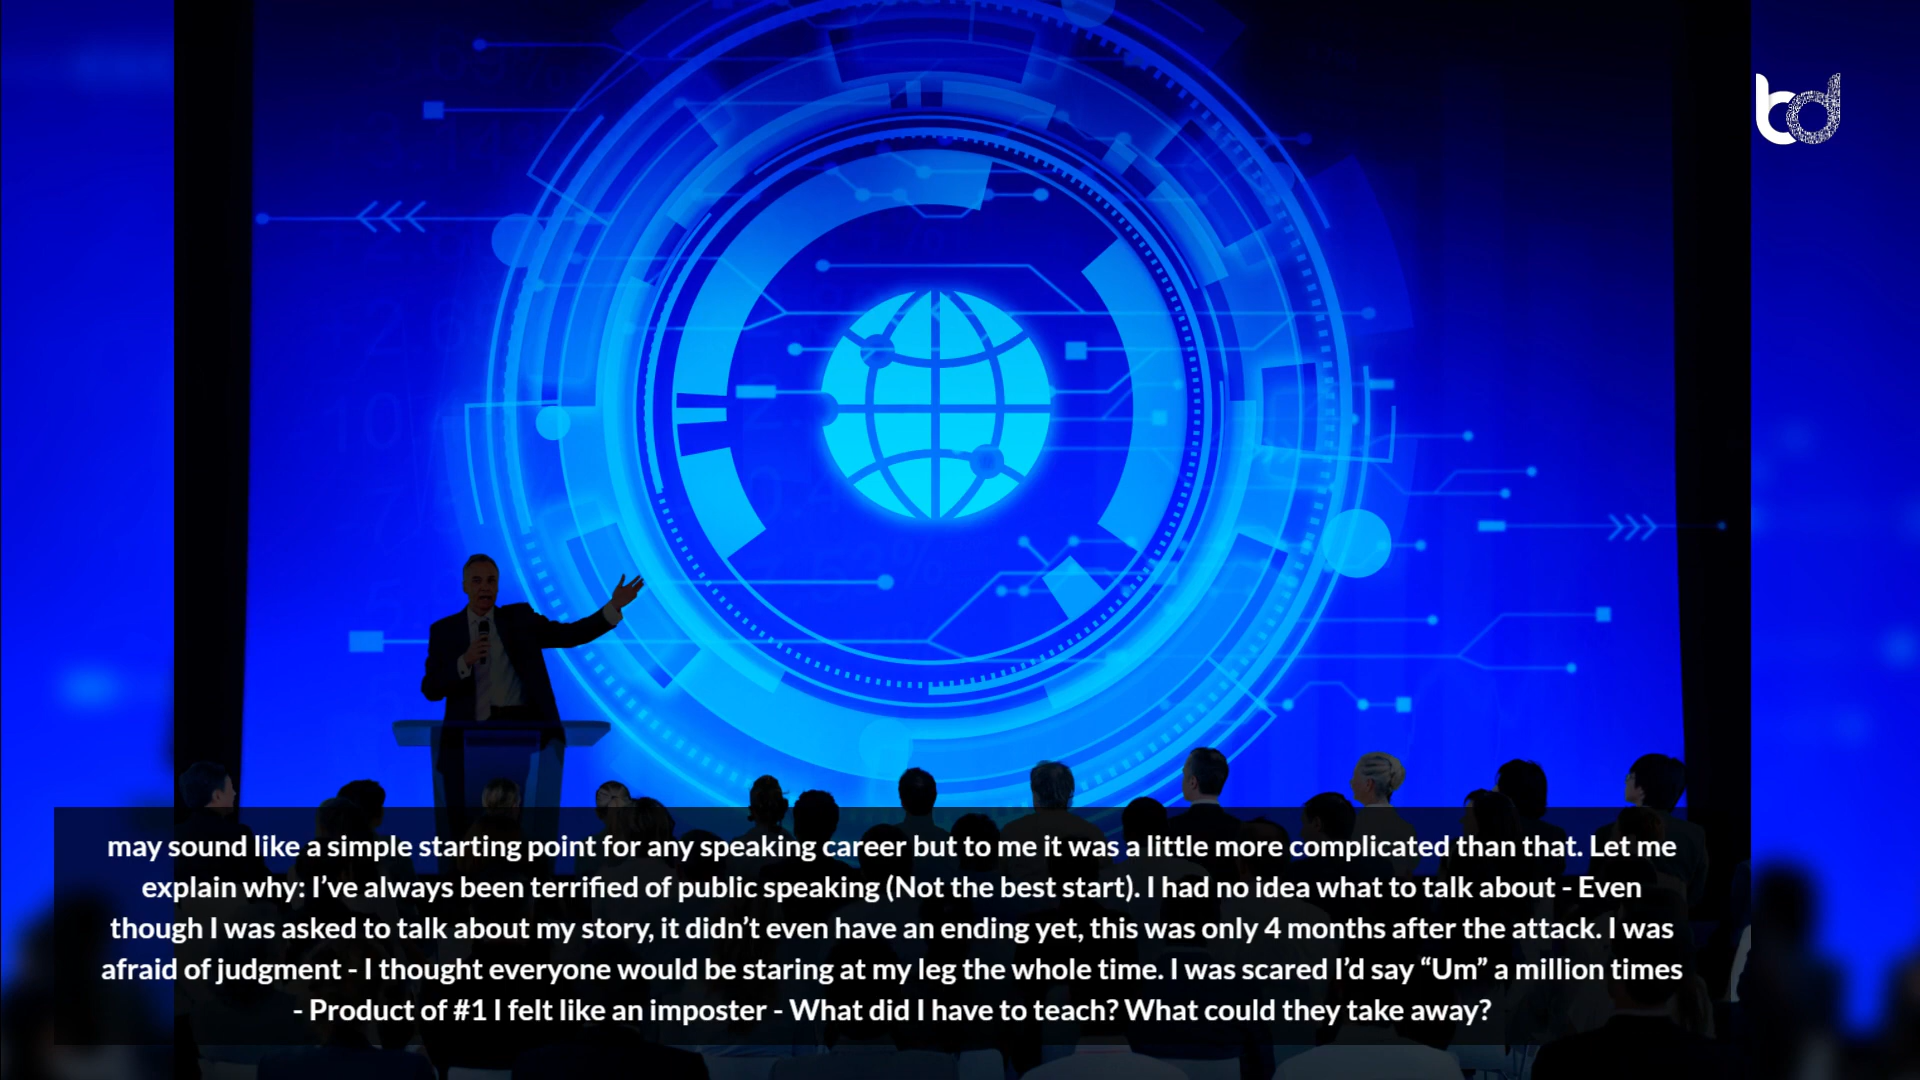 bd
may sound like a simple starting point for any speaking career but to me it was a little more complicated than that. Let me
explain why: I’ve always been terrified of public speaking (Not the best start). I had no idea what to talk about - Even
though I was asked to talk about my story, it didn’t even have an ending yet, this was only 4 months after the attack. I was
afraid of judgment - I thought everyone would be staring at my leg the whole time. I was scared I’d say “Um” a million times
- Product of #1 I felt like an imposter - What did I have to teach? What could they take away?